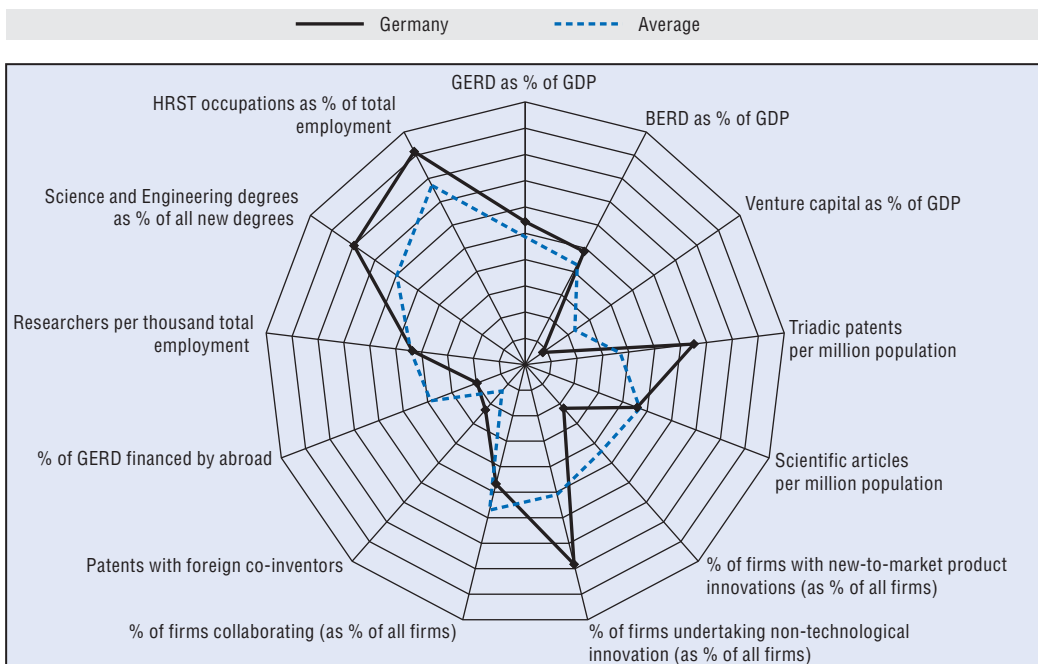 Germany
Average
GERD as % of GDP
HRST occupations as % of total
employment
BERD as % of GDP
Science and Engineering degrees
as % of all new degrees
Venture capital as % of GDP
Researchers per thousand total
employment
Triadic patents
per million population
% of GERD financed by abroad
Scientific articles
per million population
Patents with foreign co-inventors
% of firms with new-to-market product
innovations (as % of all firms)
% of firms collaborating (as % of all firms)
% of firms undertaking non-technological
innovation (as % of all firms)